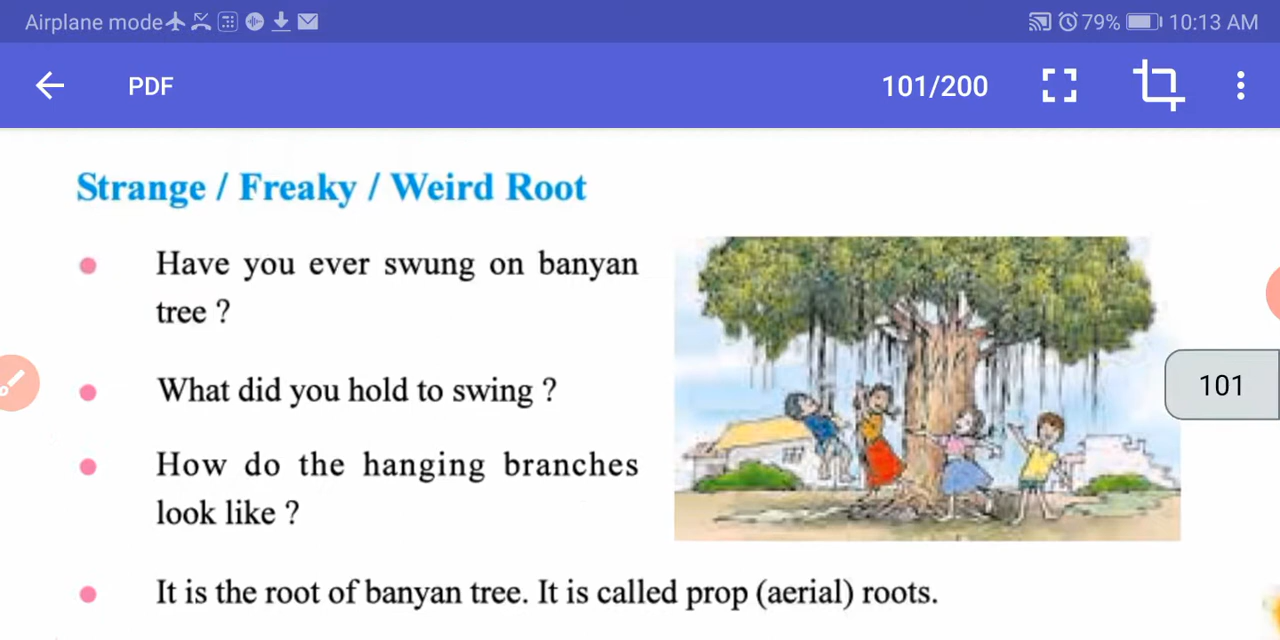 Airplane mode 79% 10:13 AM
PDF 101/200
Strange / Freaky / Weird Root
Have you ever swung on banyan
tree ?
What did you hold to swing ?
101
How do the hanging branches
look like ?
It is the root of banyan tree. It is called prop (aerial) roots.